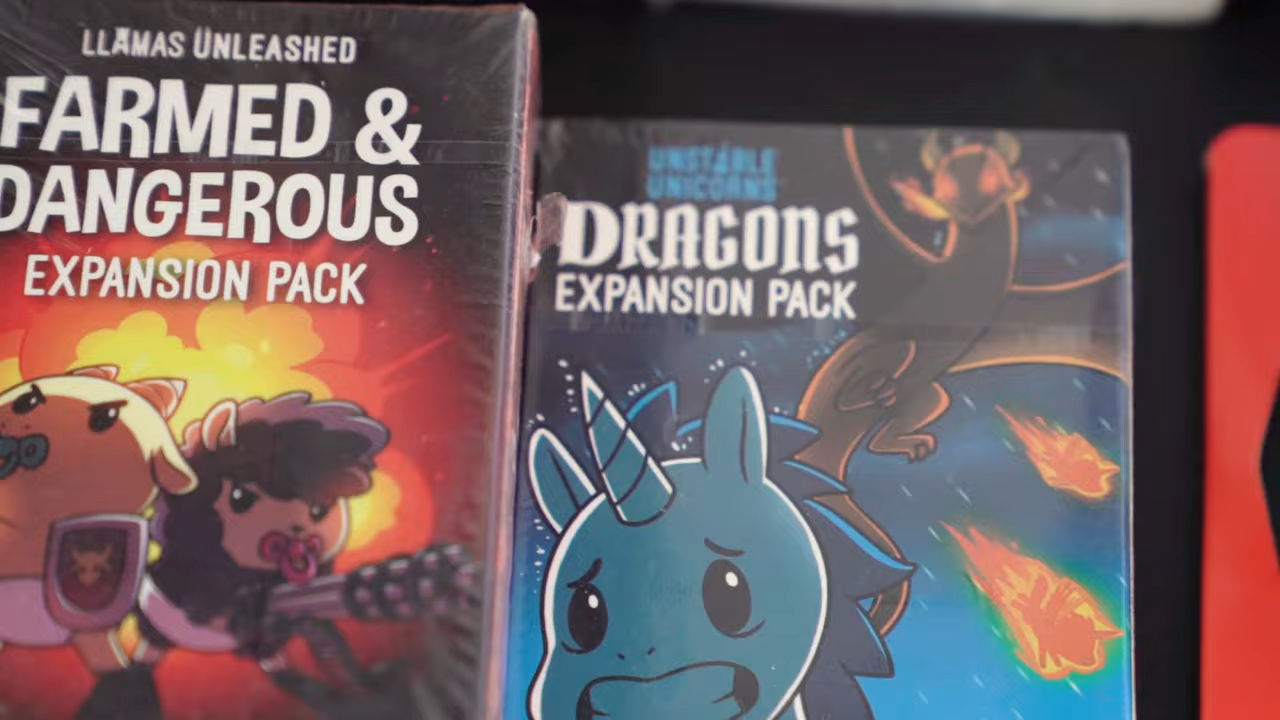 LLAMAS UNLEASHED
FARMED &
DANGEROUS
EXPANSION PACK
UNSTABLE
UNICORNS
DRAGONS
EXPANSION PACK